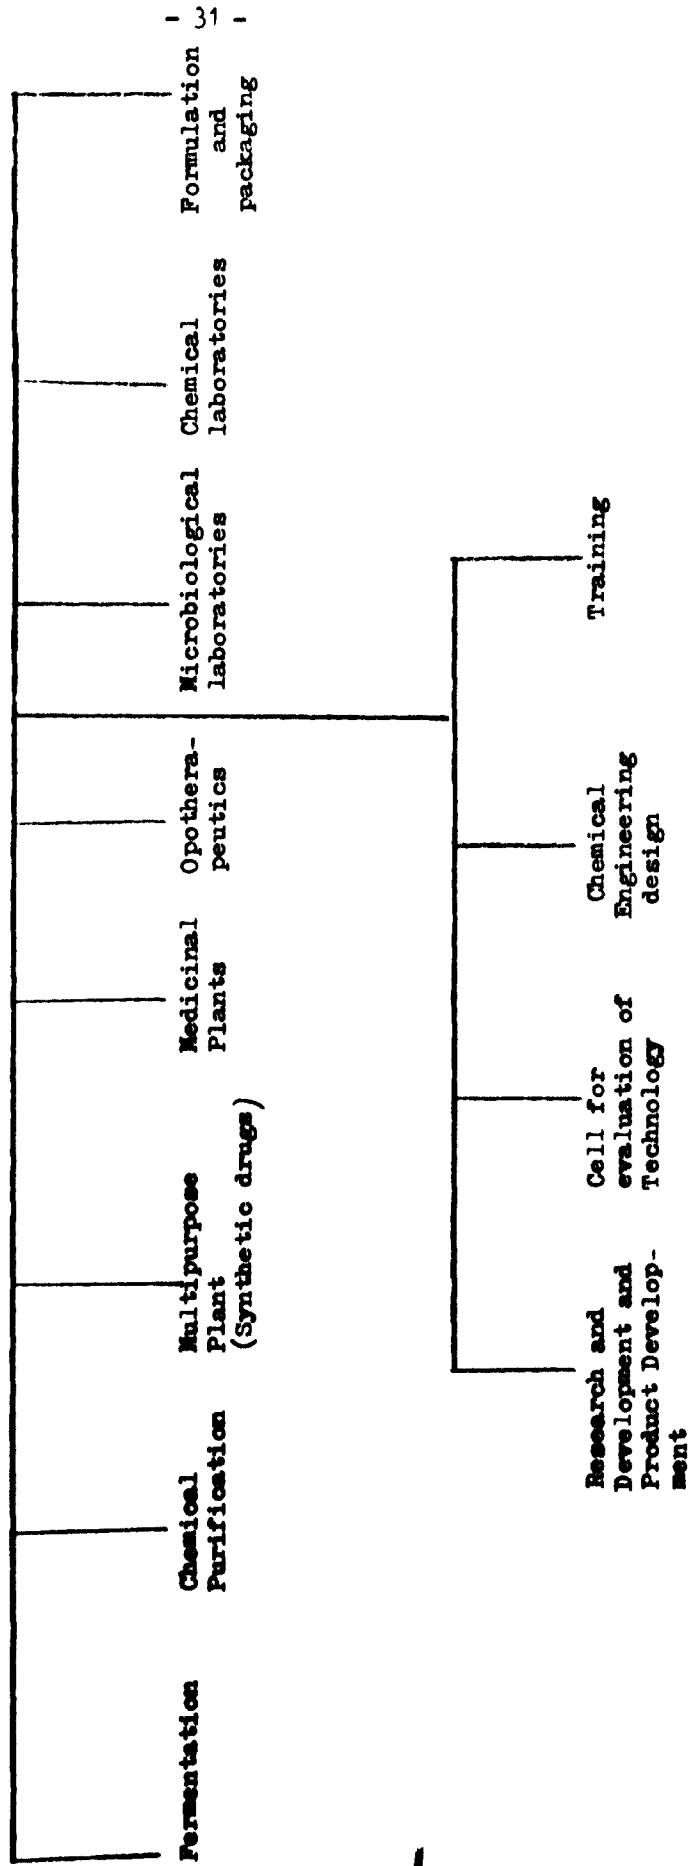 - 31 -
Fermentation
Chemical
Purification
Multipurpose
Plant
(Synthetic drugs)
Medicinal
Plants
Opothera-
peutics
Microbiological
laboratories
Chemical
laboratories
Formulation
and
packaging
Research and
Development and
Product Develop-
ment
Cell for
evaluation of
Technology
Chemical
Engineering
design
Training